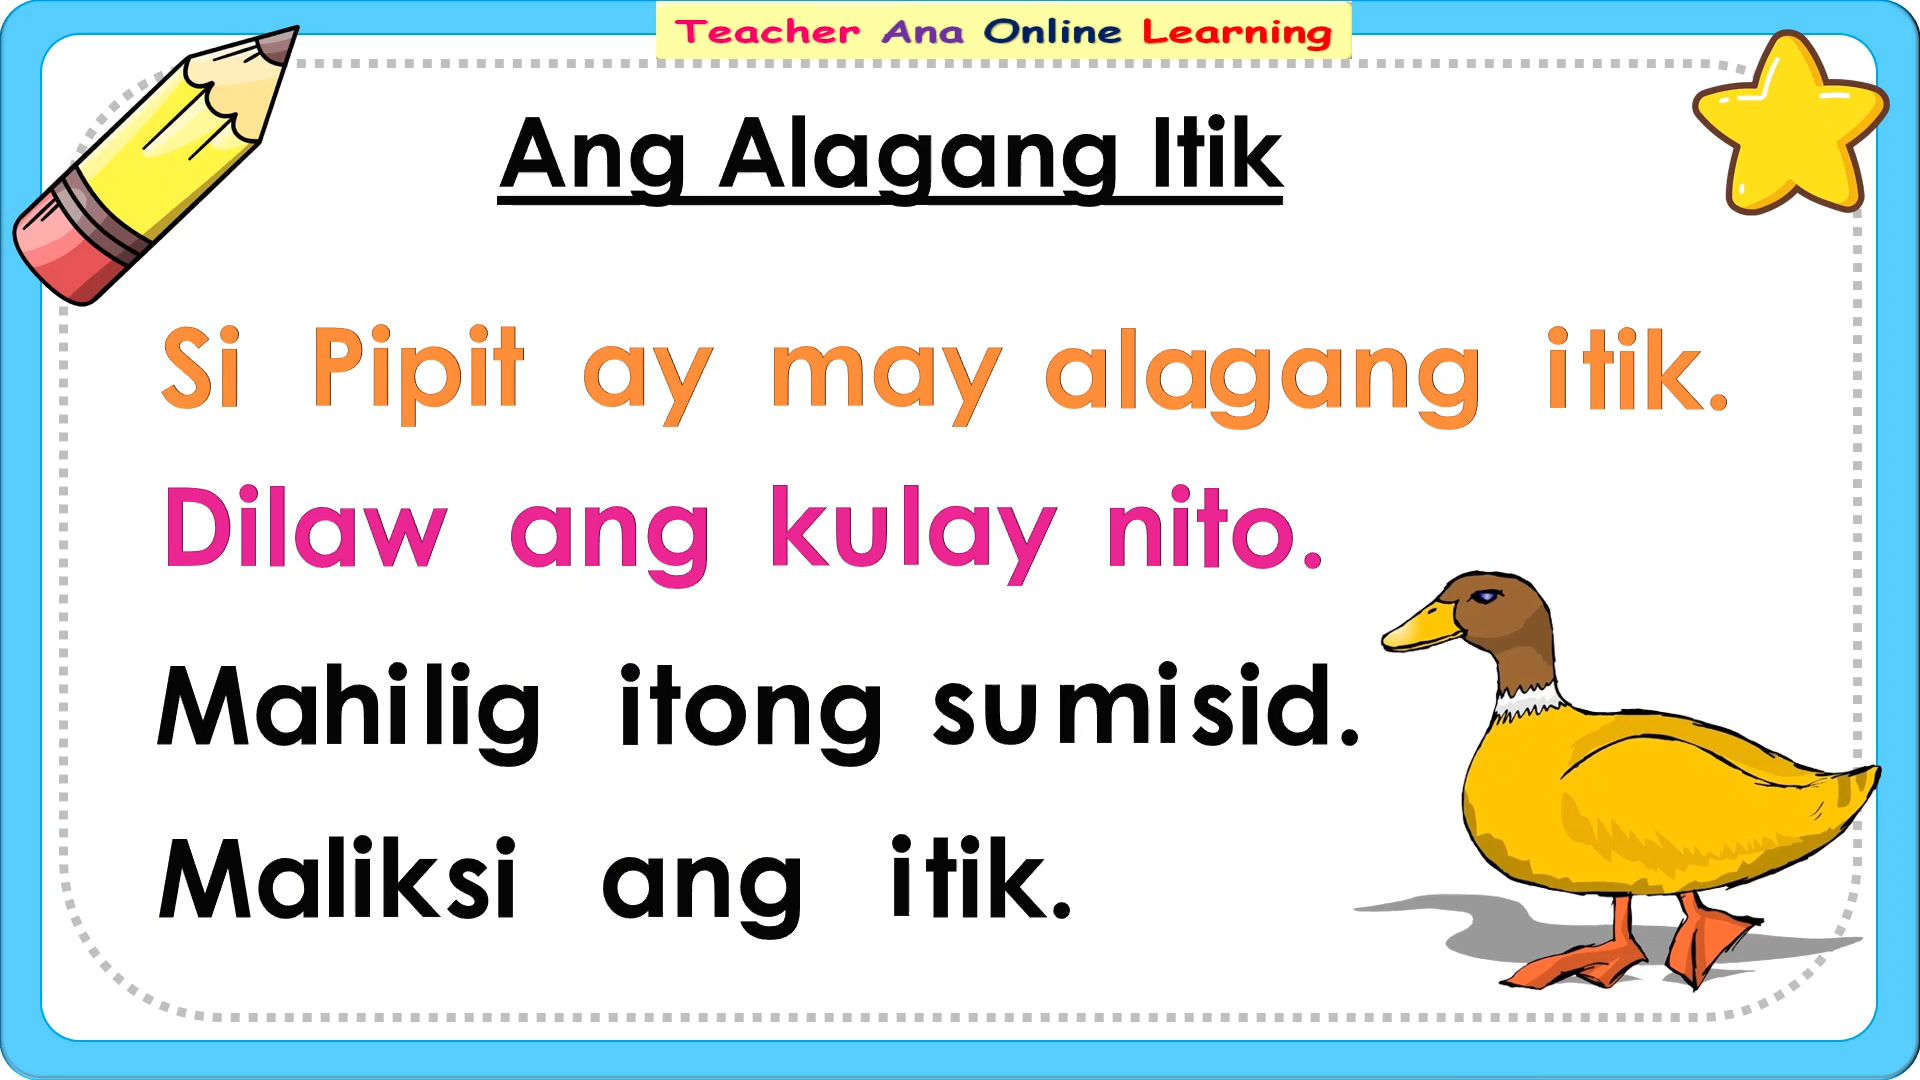 Teacher Ana Online Learning
Ang Alagang Itik
Si Pipit ay may alagang itik.
Dilaw ang kulay nito.
Mahilig itong sumisid.
Maliksi ang itik.